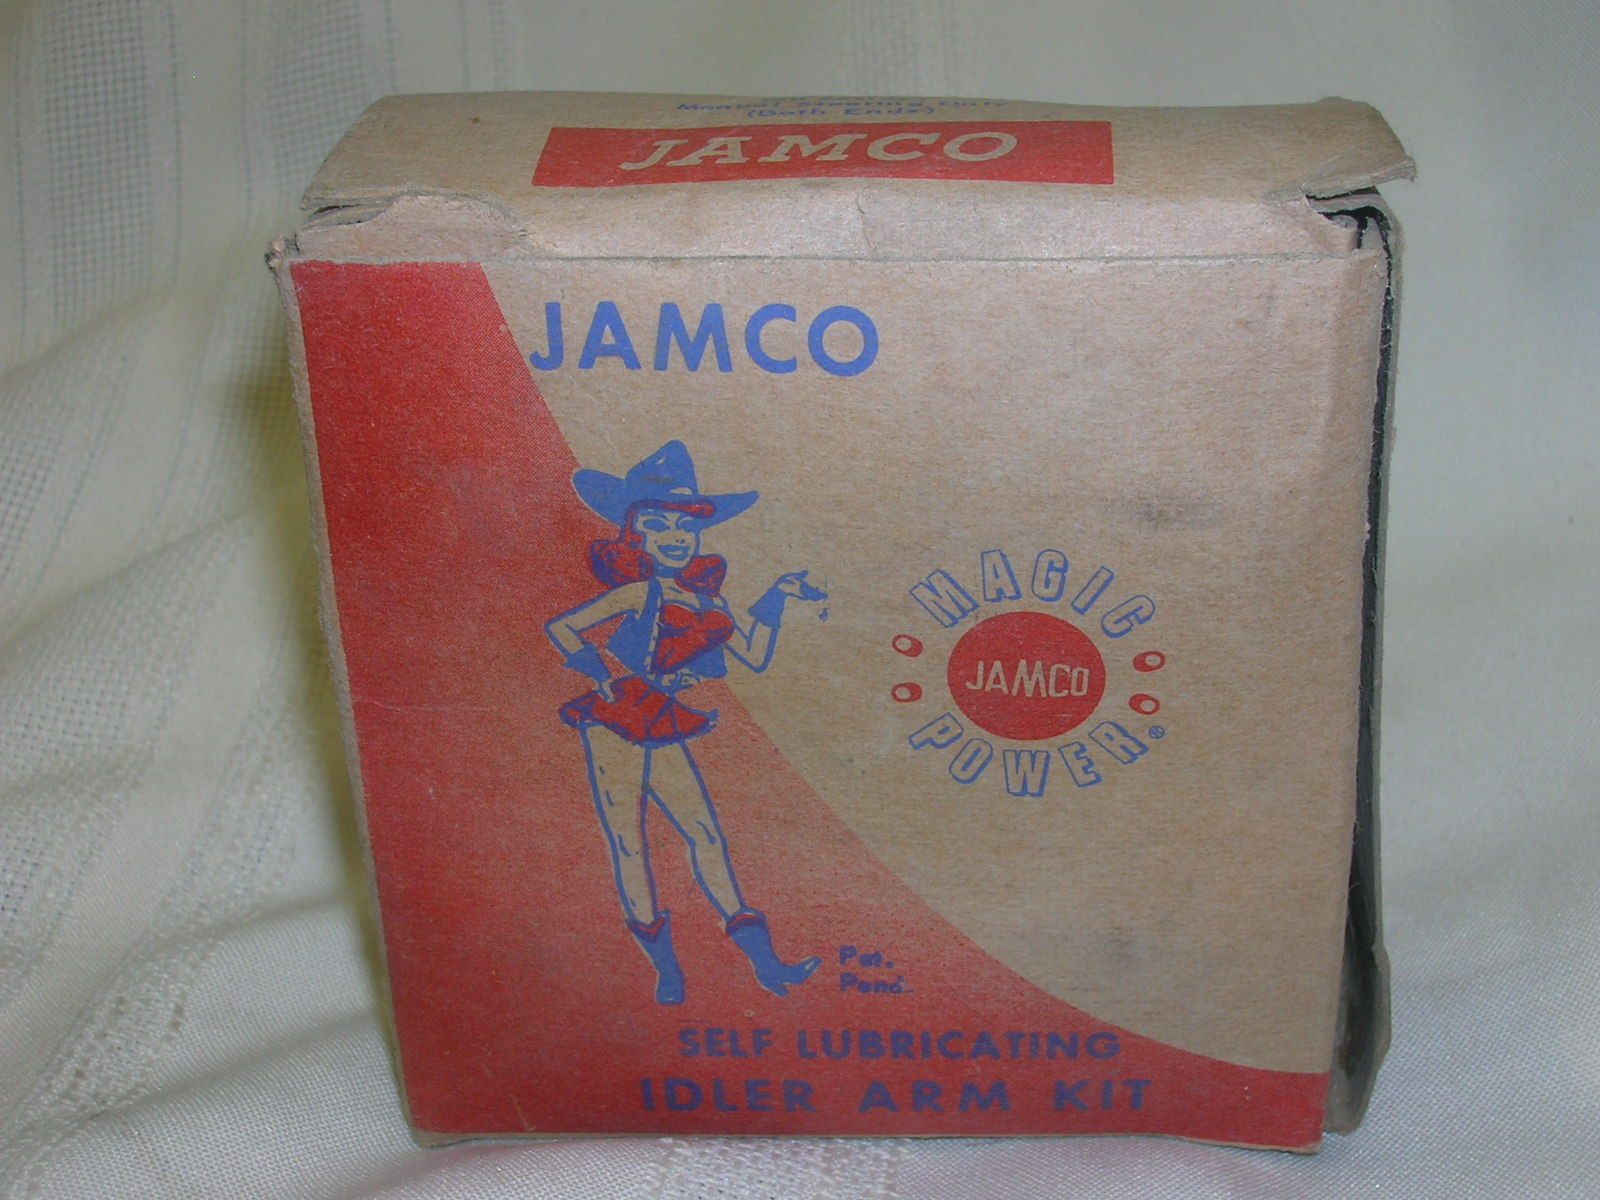 Manual Steering Only
(Both Ends)
JAMCO
JAMCO
MAGIC
JAMCO
POWER®
Pat.
Pend.
SELF LUBRICATING
IDLER ARM KIT